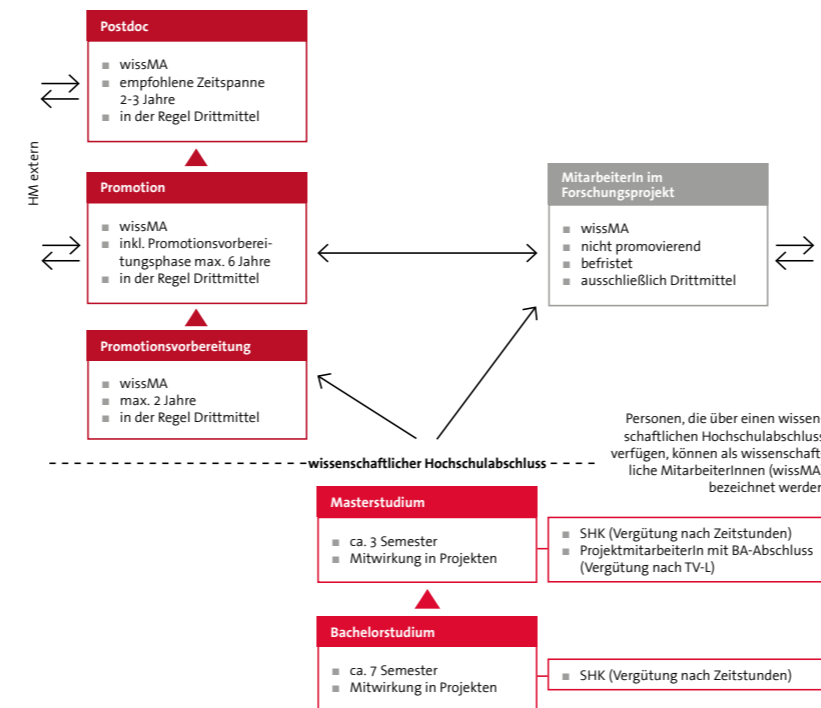 Postdoc
wissMA
empfohlene Zeitspanne
2-3 Jahre
in der Regel Drittmittel
HM extern
Promotion
wissMA
inkl. Promotionsvorberei-
tungsphase max. 6 Jahre
in der Regel Drittmittel
MitarbeiterIn im
Forschungsprojekt
wissMA
nicht promovierend
befristet
ausschließlich Drittmittel
Promotionsvorbereitung
wissMA
max. 2 Jahre
in der Regel Drittmittel
Personen, die über einen wissen-
schaftlichen Hochschulabschluss
verfügen, können als wissenschaft-
liche MitarbeiterInnen (wissMA)
bezeichnet werden
wissenschaftlicher Hochschulabschluss
Masterstudium
ca. 3 Semester
Mitwirkung in Projekten
SHK (Vergütung nach Zeitstunden)
ProjektmitarbeiterIn mit BA-Abschluss
(Vergütung nach TV-L)
Bachelorstudium
ca. 7 Semester
Mitwirkung in Projekten
SHK (Vergütung nach Zeitstunden)